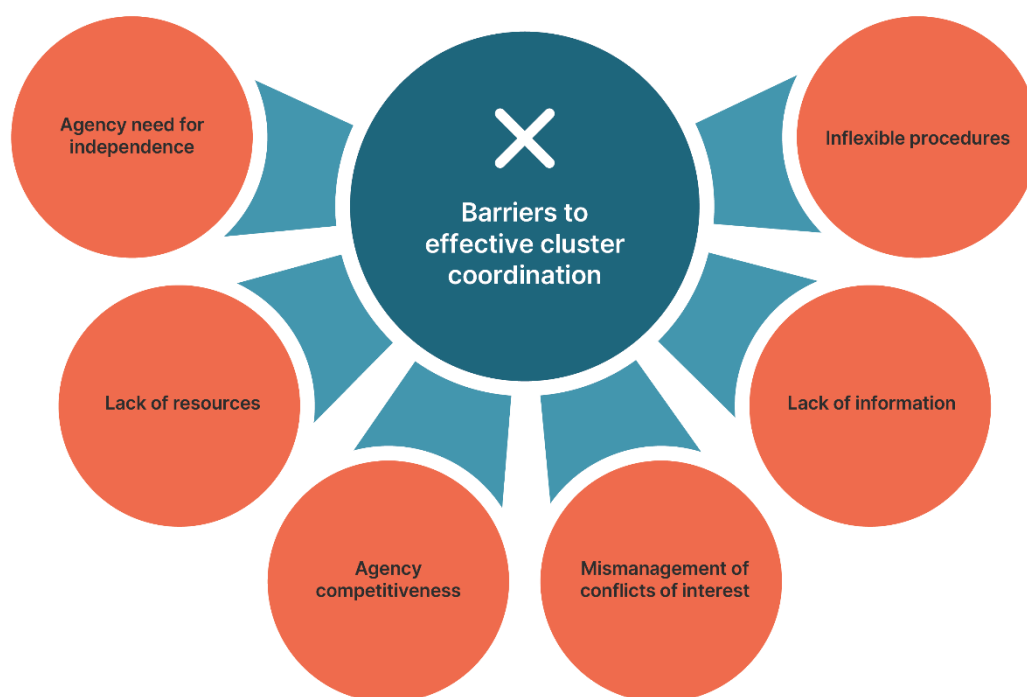 Barriers to
effective cluster
coordination
Agency need for
independence
Lack of resources
Agency
competitiveness
Mismanagement of
conflicts of interest
Lack of information
Inflexible procedures